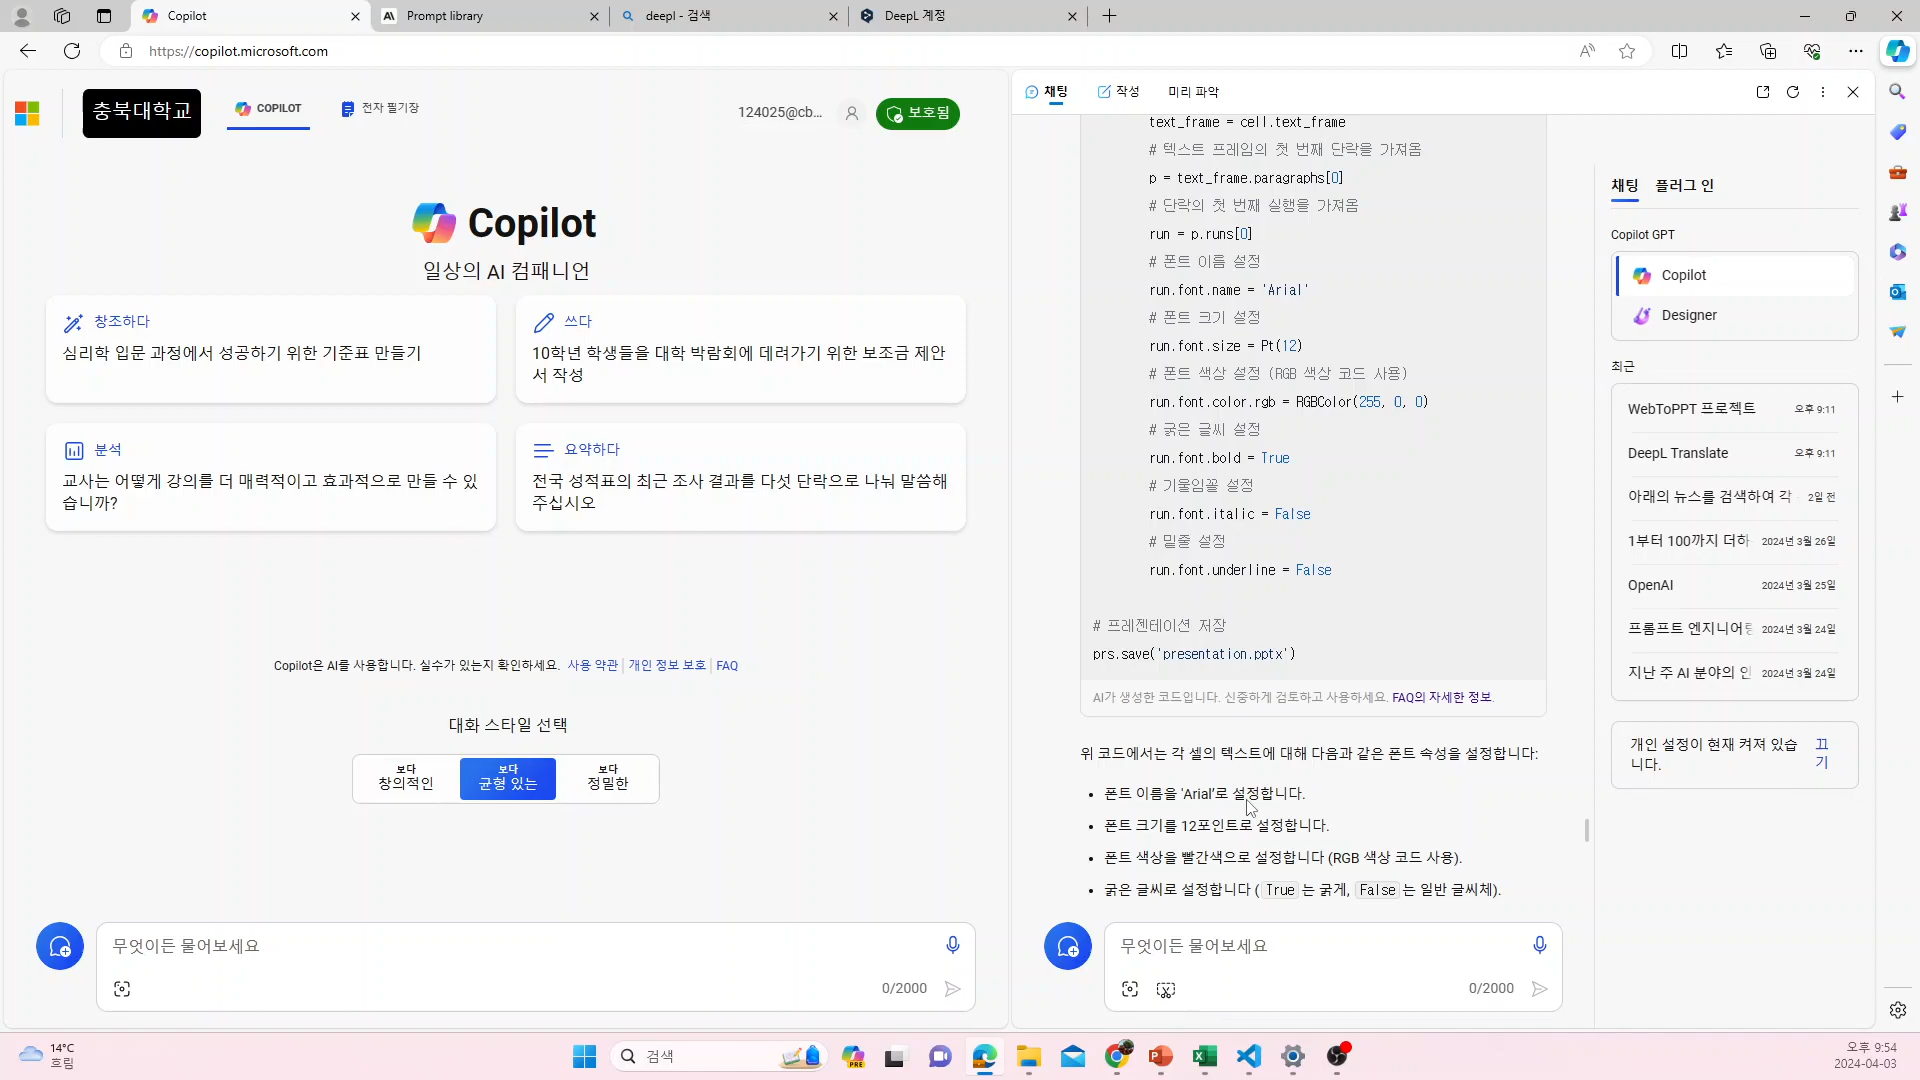 Copilot
Prompt library
deepl - 검색
DeepL 계정
https://copilot.microsoft.com
충북대학교
COPILOT
전자 필기장
124025@cb...
보호됨
Copilot
일상의 AI 컴패니언
창조하다
심리학 입문 과정에서 성공하기 위한 기준표 만들기
쓰다
10학년 학생들을 대학 박람회에 데려가기 위한 보조금 제안
서 작성
분석
교사는 어떻게 강의를 더 매력적이고 효과적으로 만들 수 있
습니까?
요약하다
전국 성적표의 최근 조사 결과를 다섯 단락으로 나눠 말씀해
주십시오
Copilot은 AI를 사용합니다. 실수가 있는지 확인하세요. 사용 약관 개인 정보 보호 FAQ
대화 스타일 선택
보다
창의적인
보다
균형 있는
보다
정밀한
무엇이든 물어보세요
0/2000
채팅
작성
미리 파악
text_frame = cell.text_frame
# 텍스트 프레임의 첫 번째 단락을 가져옴
p = text_frame.paragraphs[0]
# 단락의 첫 번째 실행을 가져옴
run = p.runs[0]
# 폰트 이름 설정
run.font.name = 'Arial'
# 폰트 크기 설정
run.font.size = Pt(12)
# 폰트 색상 설정 (RGB 색상 코드 사용)
run.font.color.rgb = RGBColor(255, 0, 0)
# 굵은 글씨 설정
run.font.bold = True
# 기울임꼴 설정
run.font.italic = False
# 밑줄 설정
run.font.underline = False
# 프레젠테이션 저장
prs.save('presentation.pptx')
AI가 생성한 코드입니다. 신중하게 검토하고 사용하세요. FAQ의 자세한 정보.
위 코드에서는 각 셀의 텍스트에 대해 다음과 같은 폰트 속성을 설정합니다:
• 폰트 이름을 'Arial'로 설정합니다.
• 폰트 크기를 12포인트로 설정합니다.
• 폰트 색상을 빨간색으로 설정합니다 (RGB 색상 코드 사용).
• 굵은 글씨로 설정합니다 ( True 는 굵게, False 는 일반 글씨체).
무엇이든 물어보세요
0/2000
채팅
플러그 인
Copilot GPT
Copilot
Designer
최근
WebToPPT 프로젝트 오후 9:11
DeepL Translate 오후 9:11
아래의 뉴스를 검색하여 각 2일 전
1부터 100까지 더하 2024년 3월 26일
OpenAI 2024년 3월 25일
프롬프트 엔지니어링 2024년 3월 24일
지난 주 AI 분야의 인 2024년 3월 24일
개인 설정이 현재 켜져 있습
니다.
끄
기
14°C
흐림
검색
PRE
오후 9:54
2024-04-03